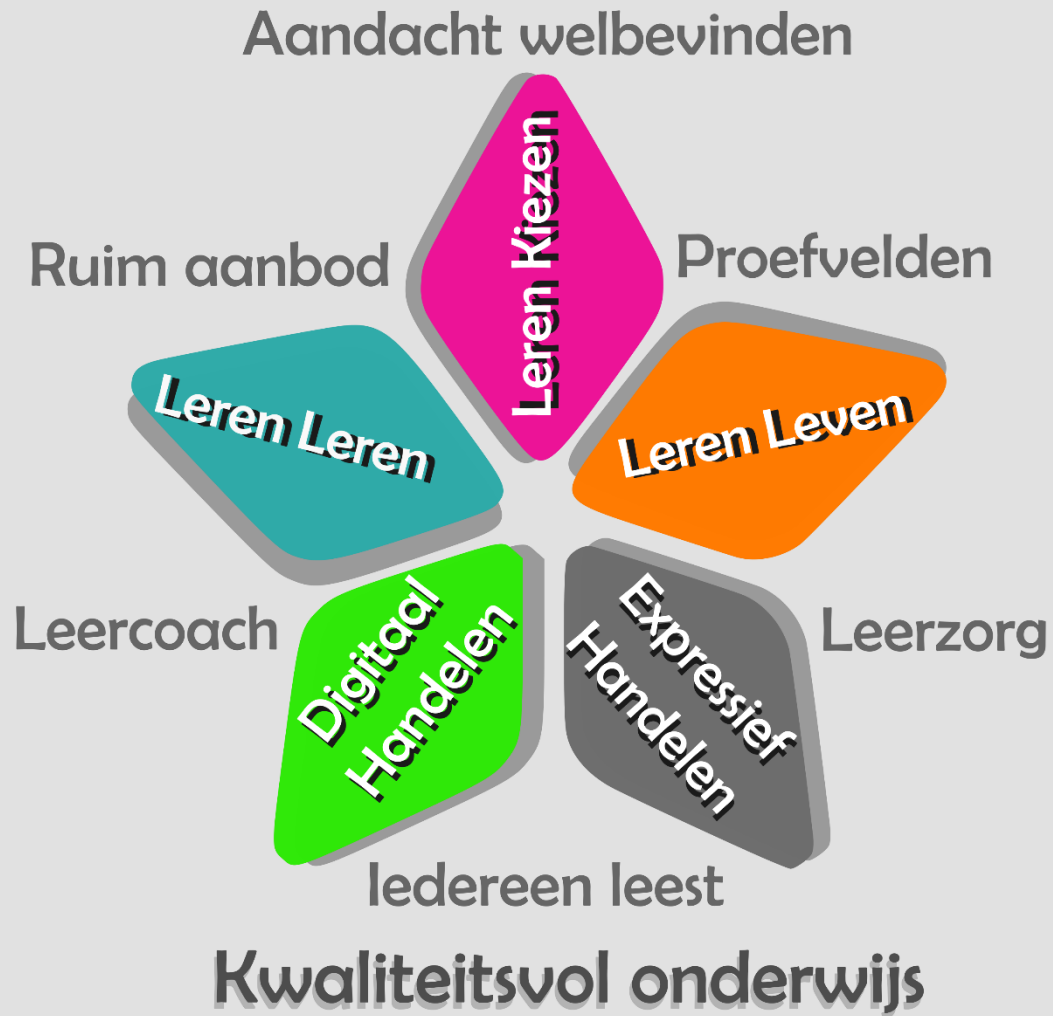 Aandacht welbevinden
Leren Kiezen
Ruim aanbod
Proefvelden
Leren Leren
Leren Leven
Leercoach
Digitaal
Handelen
Expressief
Handelen
Leerzorg
Iedereen leest
Kwaliteitsvol onderwijs